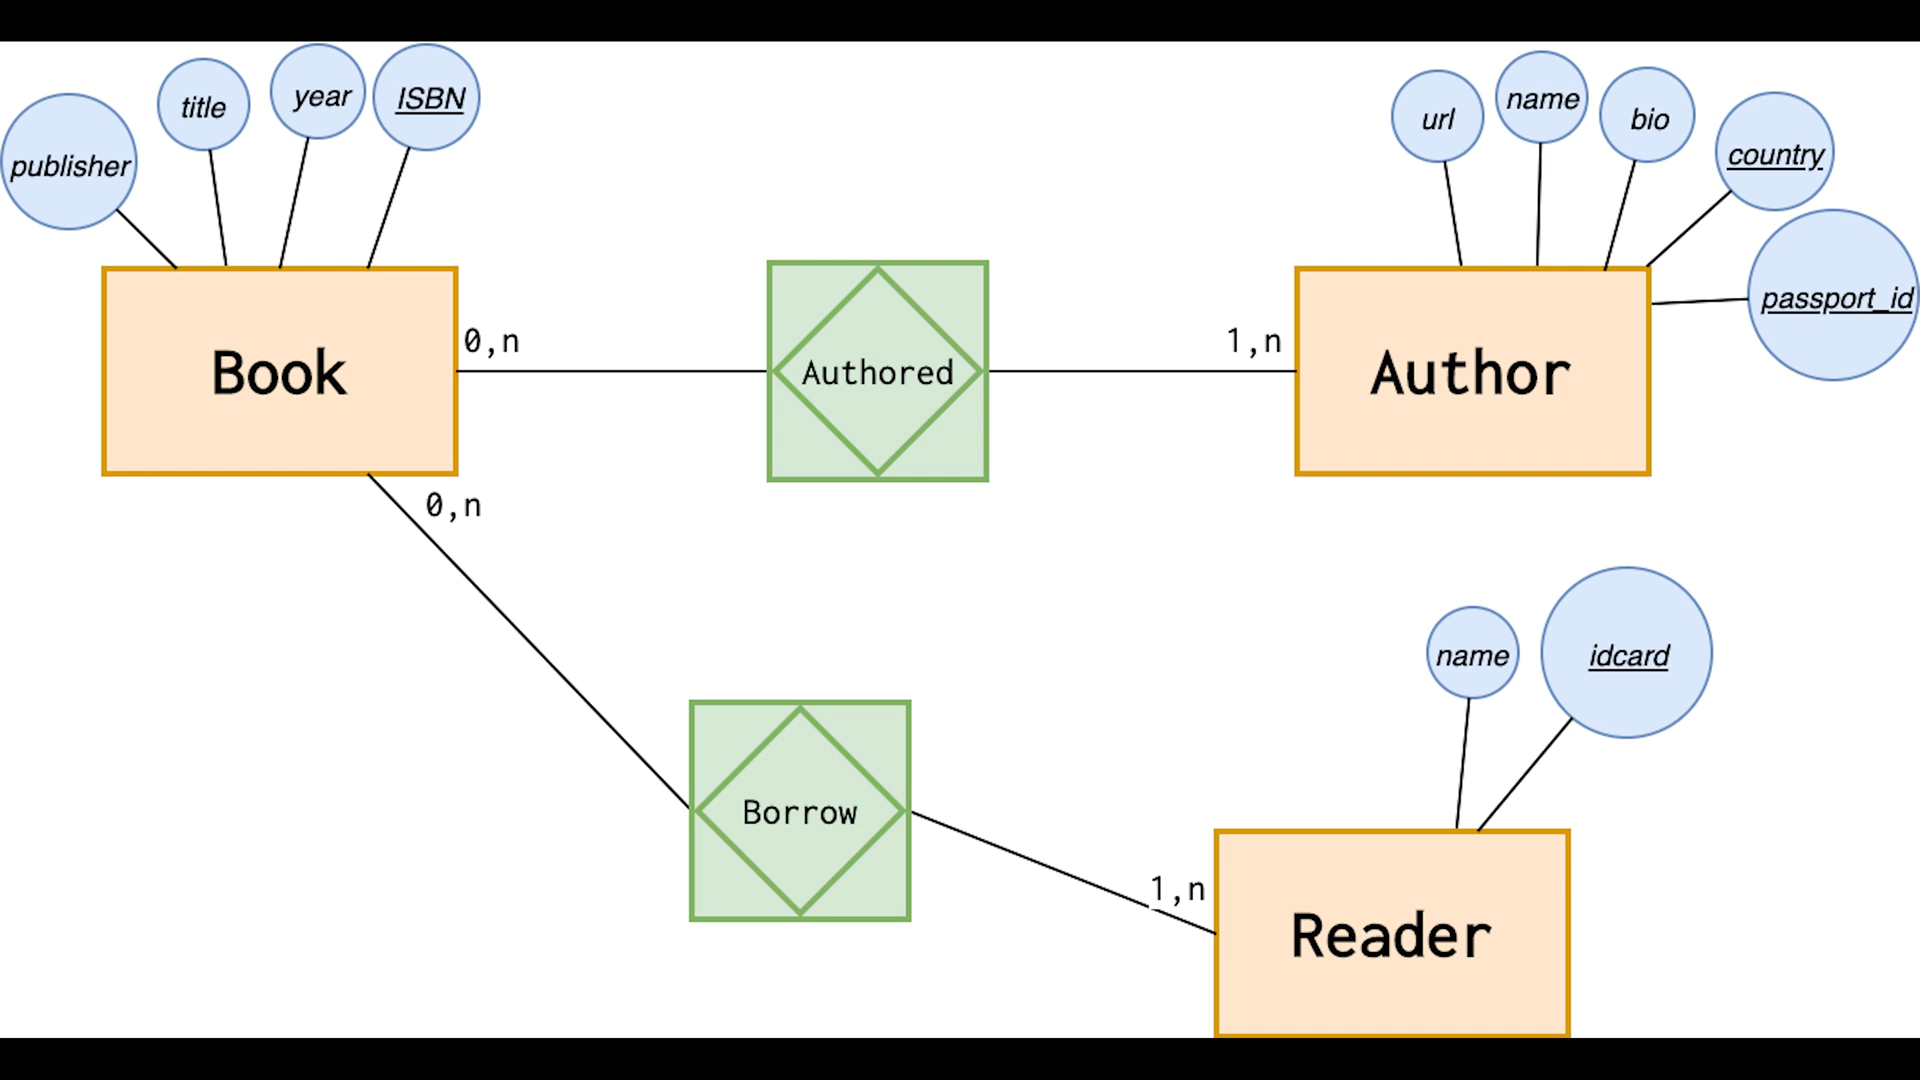 publisher
title
year
ISBN
url
name
bio
country
passport_id
Book
0,n
Authored
1,n
Author
0,n
name
idcard
Borrow
1,n
Reader